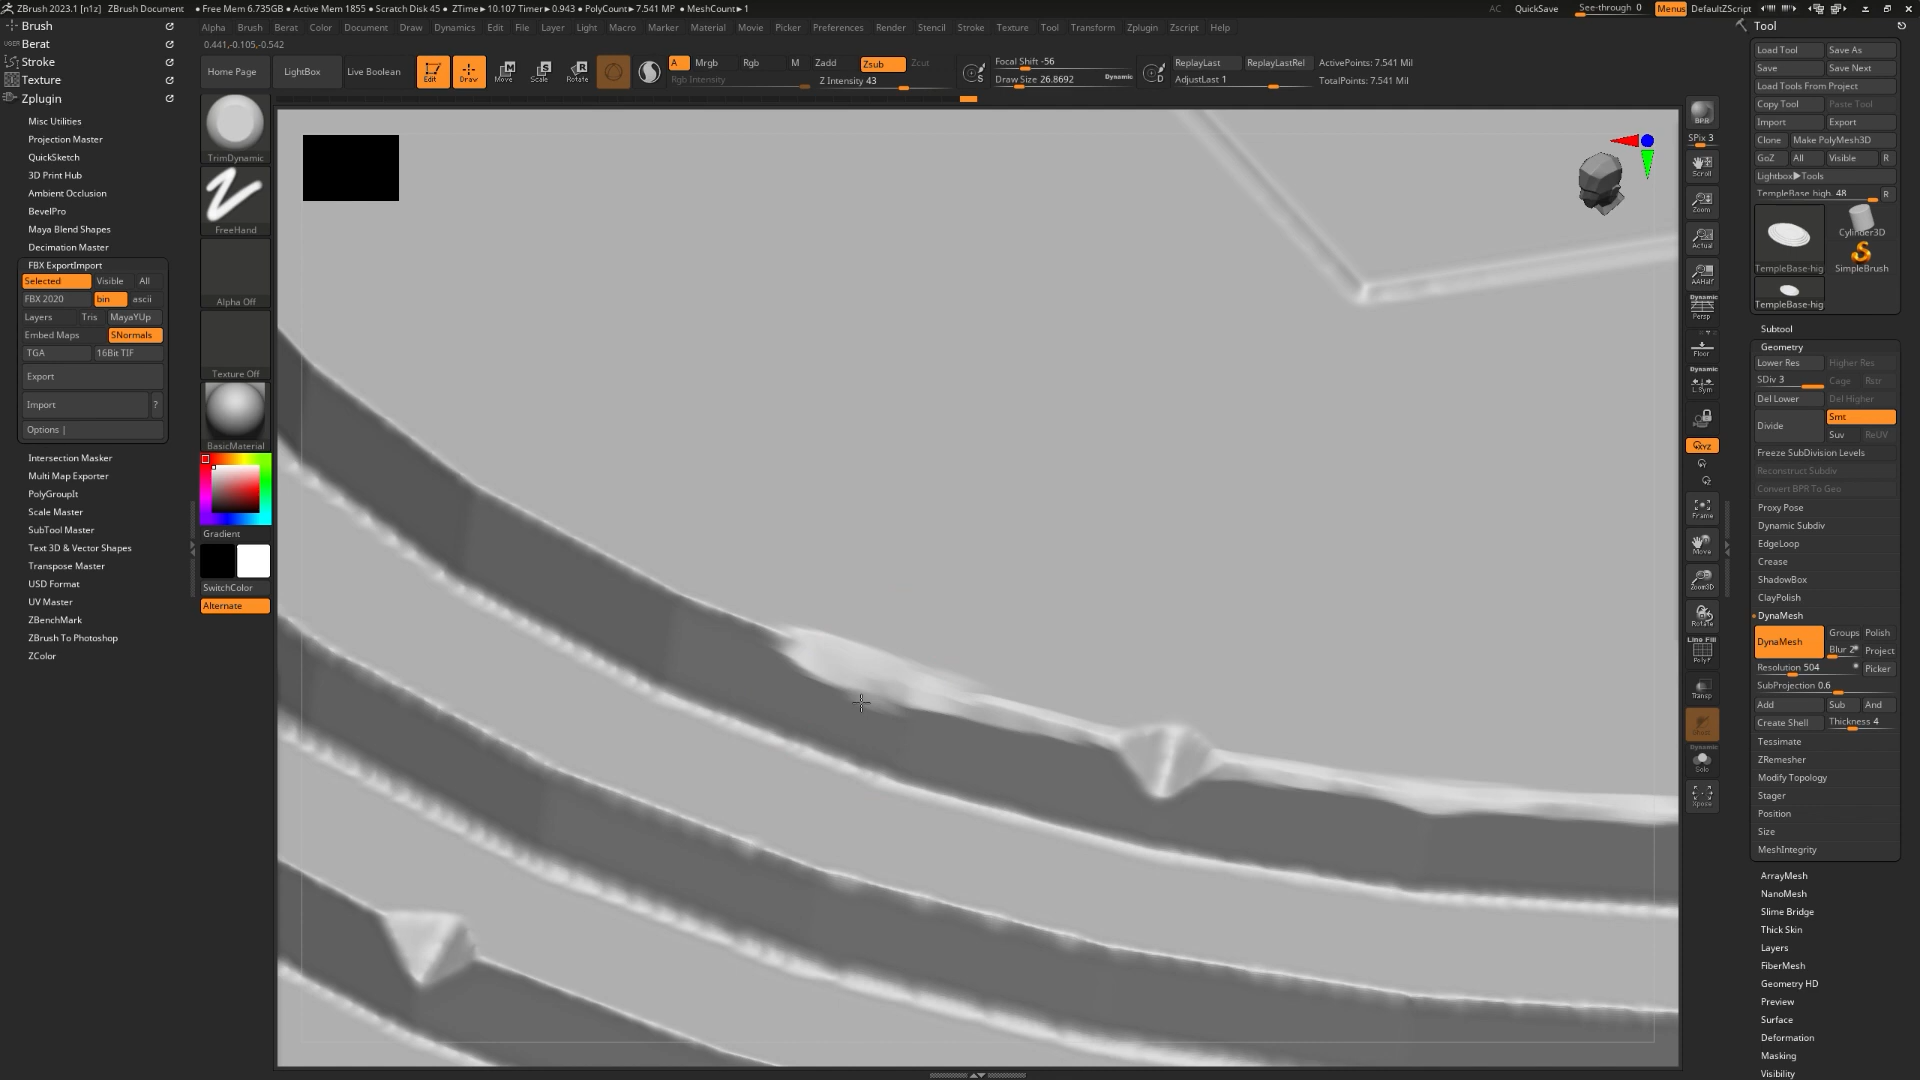 ZBrush 2023.1 [n1z] ZBrush Document • Free Mem 6.735GB • Active Mem 1855 • Scratch Disk 45 • ZTime▸10.107 Timer▸0.943 • PolyCount▸7.541 MP • MeshCount▸1 AC QuickSave See-through 0 Menus DefaultZScript
Alpha Brush Berat Color Document Draw Dynamics Edit File Layer Light Macro Marker Material Movie Picker Preferences Render Stencil Stroke Texture Tool Transform Zplugin Zscript Help
0.441,-0.105,-0.542
Home Page LightBox Live Boolean
Edit Draw Move Scale Rotate
A Mrgb Rgb M Zadd Zsub Zcut
Rgb Intensity Z Intensity 43
Focal Shift -56
Draw Size 26.8692 Dynamic
ReplayLast ReplayLastRel ActivePoints: 7.541 Mil
AdjustLast 1 TotalPoints: 7.541 Mil
Brush
Berat
Stroke
Texture
Zplugin
Misc Utilities
Projection Master
QuickSketch
3D Print Hub
Ambient Occlusion
BevelPro
Maya Blend Shapes
Decimation Master
FBX ExportImport
Selected Visible All
FBX 2020 bin ascii
Layers Tris MayaYUp
Embed Maps SNormals
TGA 16Bit TIF
Export
Import ?
Options |
Intersection Masker
Multi Map Exporter
PolyGroupIt
Scale Master
SubTool Master
Text 3D & Vector Shapes
Transpose Master
USD Format
UV Master
ZBenchMark
ZBrush To Photoshop
ZColor
TrimDynamic
FreeHand
Alpha Off
Texture Off
BasicMaterial
Gradient
SwitchColor
Alternate
BPR
SPix 3
Scroll
Zoom
Actual
AAHalf
Dynamic
Persp
Floor
Dynamic
L.Sym
XYZ
Frame
Move
Zoom3D
Rotate
Line Fill
PolyF
Transp
Ghost
Dynamic
Solo
Xpose
Tool
Load Tool Save As
Save Save Next
Load Tools From Project
Copy Tool Paste Tool
Import Export
Clone Make PolyMesh3D
GoZ All Visible R
Lightbox▸Tools
TempleBase high. 48 R
Cylinder3D
TempleBase-hig SimpleBrush
TempleBase-hig
Subtool
Geometry
Lower Res Higher Res
SDiv 3 Cage Rstr
Del Lower Del Higher
Divide Smt
Suv ReUV
Freeze SubDivision Levels
Reconstruct Subdiv
Convert BPR To Geo
Proxy Pose
Dynamic Subdiv
EdgeLoop
Crease
ShadowBox
ClayPolish
DynaMesh
DynaMesh Groups Polish
Blur 2 Project
Resolution 504 Picker
SubProjection 0.6
Add Sub And
Create Shell Thickness 4
Tessimate
ZRemesher
Modify Topology
Stager
Position
Size
MeshIntegrity
ArrayMesh
NanoMesh
Slime Bridge
Thick Skin
Layers
FiberMesh
Geometry HD
Preview
Surface
Deformation
Masking
Visibility